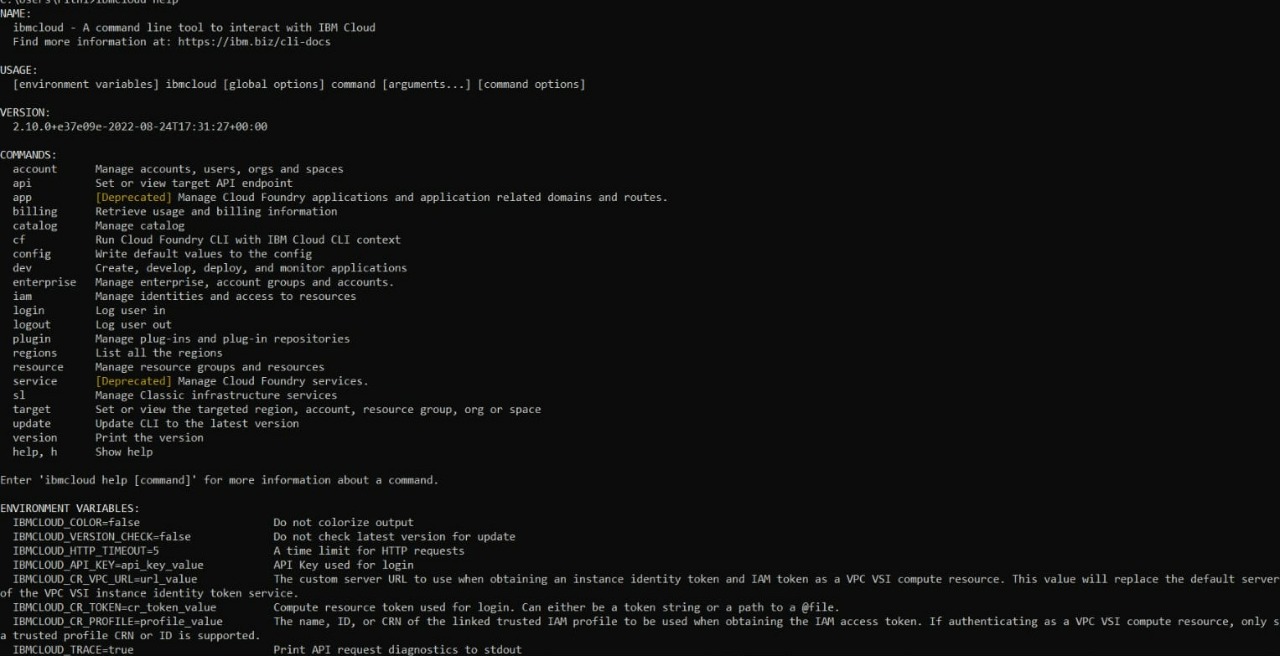 NAME:
ibmcloud - A command line tool to interact with IBM Cloud
Find more information at: https://ibm.biz/cli-docs
USAGE:
[environment variables] ibmcloud [global options] command [arguments...] [command options]
VERSION:
2.10.0+e37e09e-2022-08-24T17:31:27+00:00
COMMANDS:
account Manage accounts, users, orgs and spaces
api Set or view target API endpoint
app [Deprecated] Manage Cloud Foundry applications and application related domains and routes.
billing Retrieve usage and billing information
catalog Manage catalog
cf Run Cloud Foundry CLI with IBM Cloud CLI context
config Write default values to the config
dev Create, develop, deploy, and monitor applications
enterprise Manage enterprise, account groups and accounts.
iam Manage identities and access to resources
login Log user in
logout Log user out
plugin Manage plug-ins and plug-in repositories
regions List all the regions
resource Manage resource groups and resources
service [Deprecated] Manage Cloud Foundry services.
sl Manage Classic infrastructure services
target Set or view the targeted region, account, resource group, org or space
update Update CLI to the latest version
version Print the version
help, h Show help
Enter 'ibmcloud help [command]' for more information about a command.
ENVIRONMENT VARIABLES:
IBMCLOUD_COLOR=false Do not colorize output
IBMCLOUD_VERSION_CHECK=false Do not check latest version for update
IBMCLOUD_HTTP_TIMEOUT=5 A time limit for HTTP requests
IBMCLOUD_API_KEY=api_key_value API Key used for login
IBMCLOUD_CR_VPC_URL=url_value The custom server URL to use when obtaining an instance identity token and IAM token as a VPC VSI compute resource. This value will replace the default server
of the VPC VSI instance identity token service.
IBMCLOUD_CR_TOKEN=cr_token_value Compute resource token used for login. Can either be a token string or a path to a @file.
IBMCLOUD_CR_PROFILE=profile_value The name, ID, or CRN of the linked trusted IAM profile to be used when obtaining the IAM access token. If authenticating as a VPC VSI compute resource, only s
a trusted profile CRN or ID is supported.
IBMCLOUD_TRACE=true Print API request diagnostics to stdout